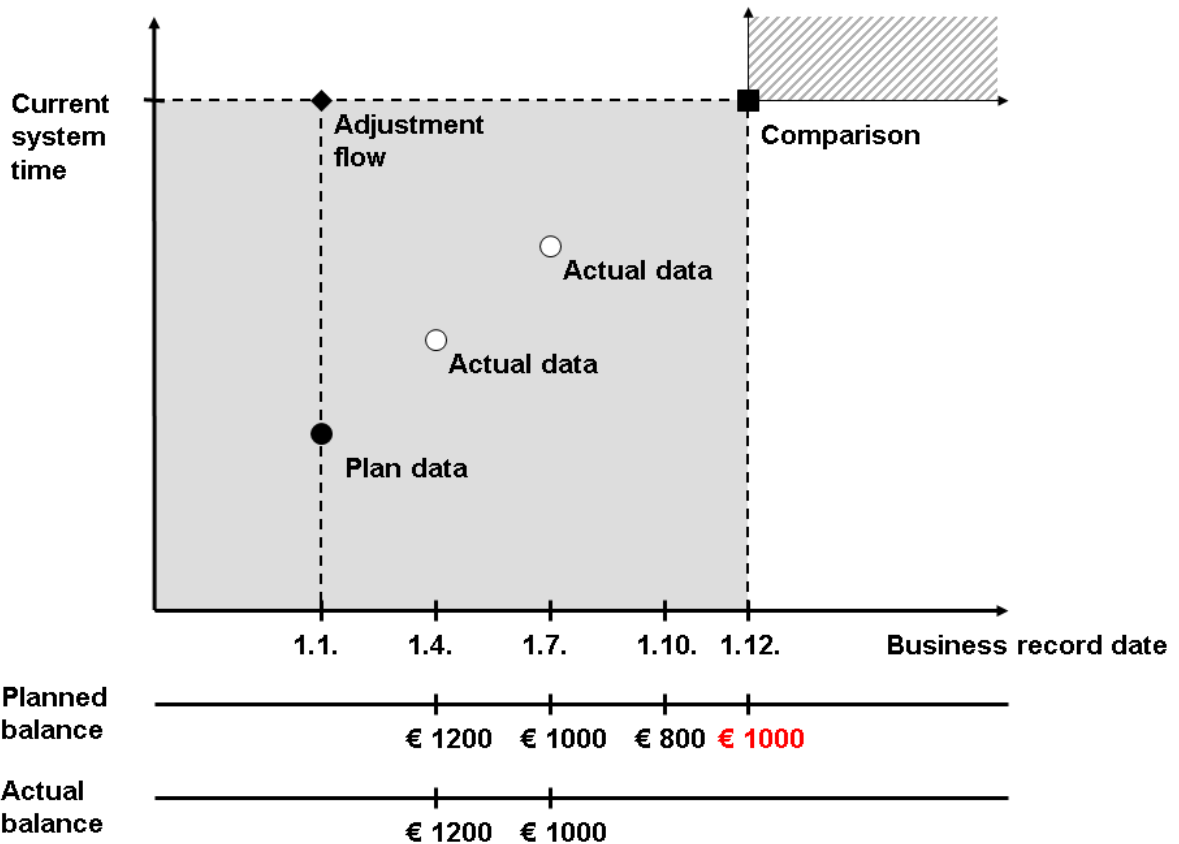 Current
system
time
Adjustment
flow
Comparison
Actual data
Actual data
Plan data
1.1. 1.4. 1.7. 1.10. 1.12. Business record date
Planned
balance
€ 1200 € 1000 € 800 € 1000
Actual
balance
€ 1200 € 1000